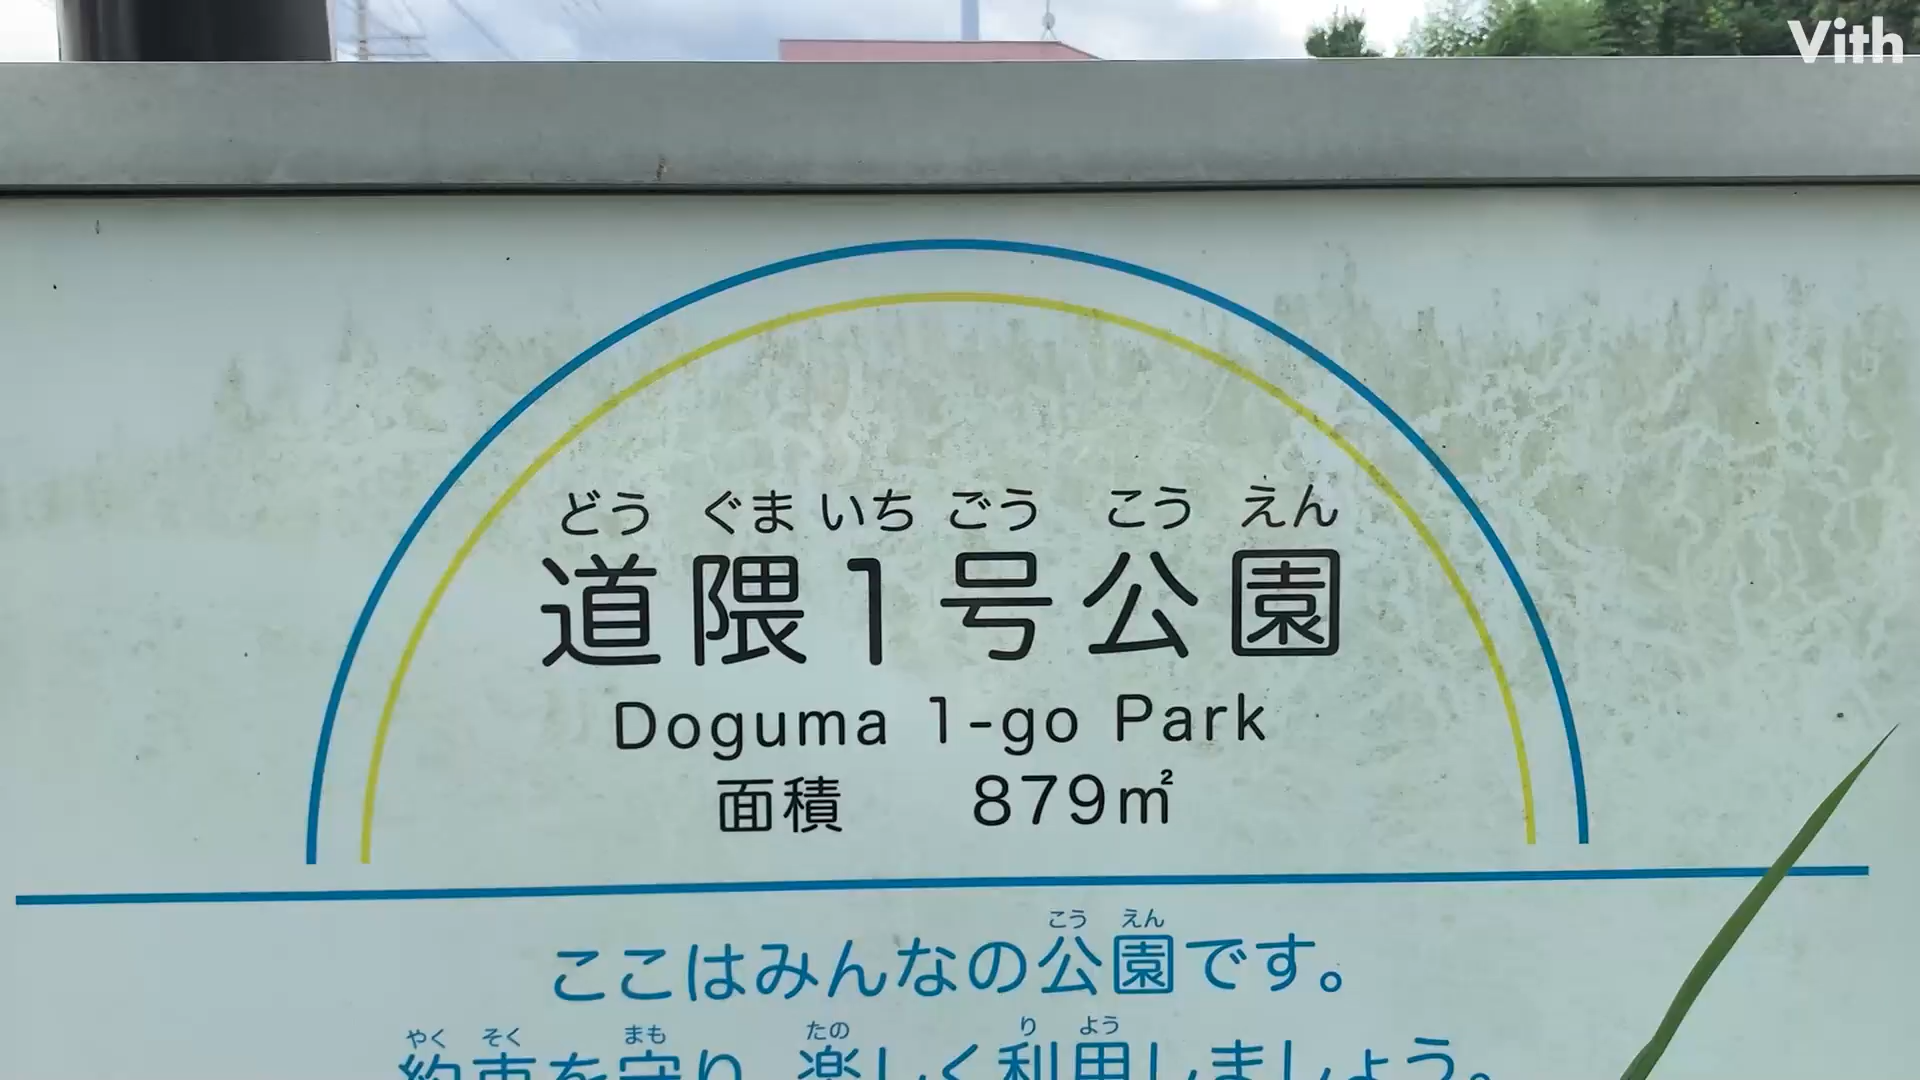 Vith
どう ぐま いち ごう こう えん
道隈1号公園
Doguma 1-go Park
面積 879㎡
こう えん
ここはみんなの公園です。
やく そく まも たの り よう
約束を守り 楽しく利用しましょう。